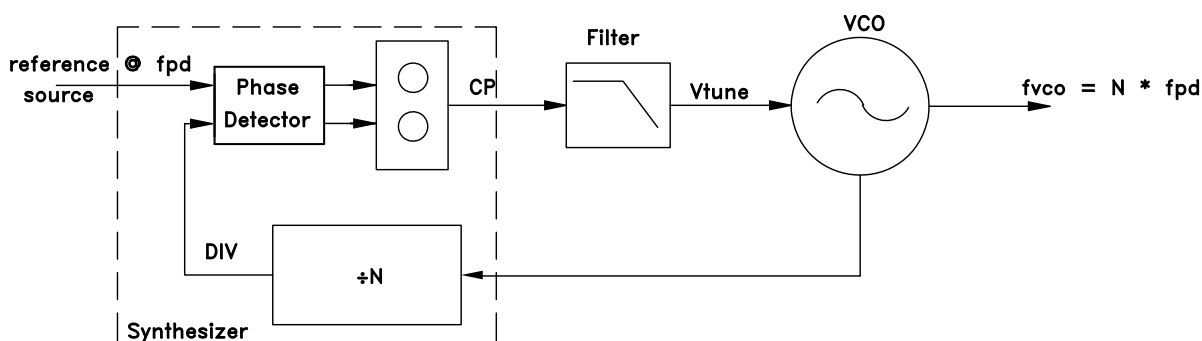 VCO
Filter
reference @ fpd
source
Phase
Detector
CP
Vtune
fvco = N * fpd
DIV
÷N
Synthesizer